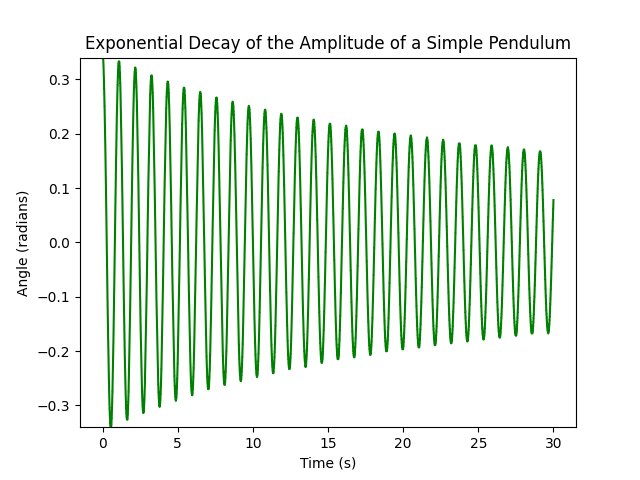 Exponential Decay of the Amplitude of a Simple Pendulum
0.3
0.2
0.1
0.0
−0.1
−0.2
−0.3
Angle (radians)
0 5 10 15 20 25 30
Time (s)